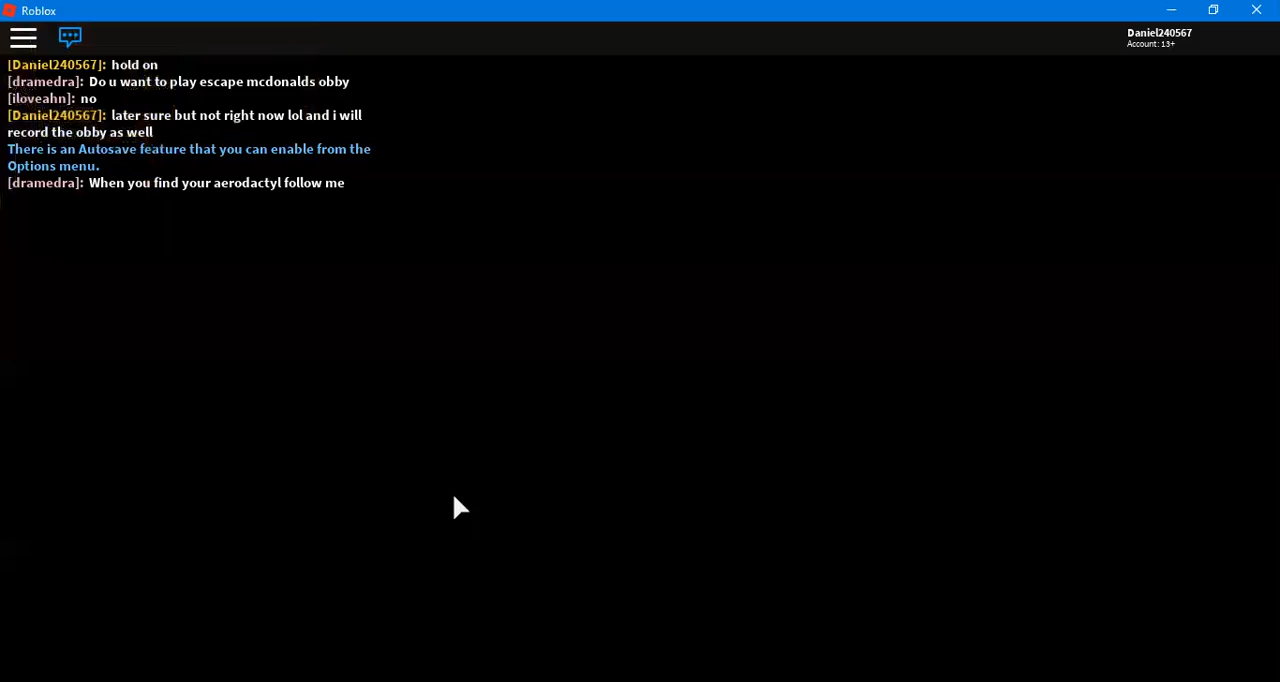 Roblox
Daniel240567
Account: 13+
[Daniel240567]: hold on
[dramedra]: Do u want to play escape mcdonalds obby
[iloveahn]: no
[Daniel240567]: later sure but not right now lol and i will
record the obby as well
There is an Autosave feature that you can enable from the
Options menu.
[dramedra]: When you find your aerodactyl follow me